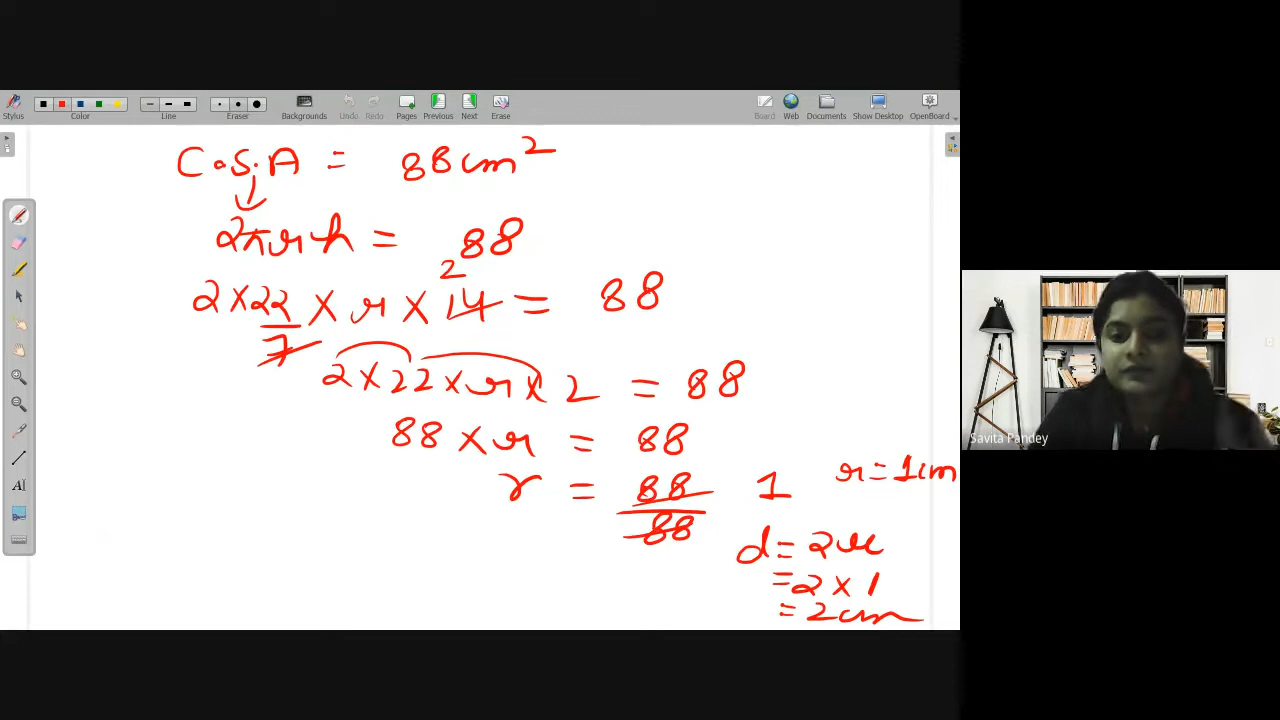 Stylus Color Line Eraser Backgrounds Undo Redo Pages Previous Next Erase Board Web Documents Show Desktop OpenBoard
C.S.A = 88cm²
2πrh = 88
2×22/7 × r × 14 = 88
2
2×22×r×2 = 88
88 × r = 88
r = 88/88 1
r = 1cm
d = 2r
= 2×1
= 2cm
Savita Pandey